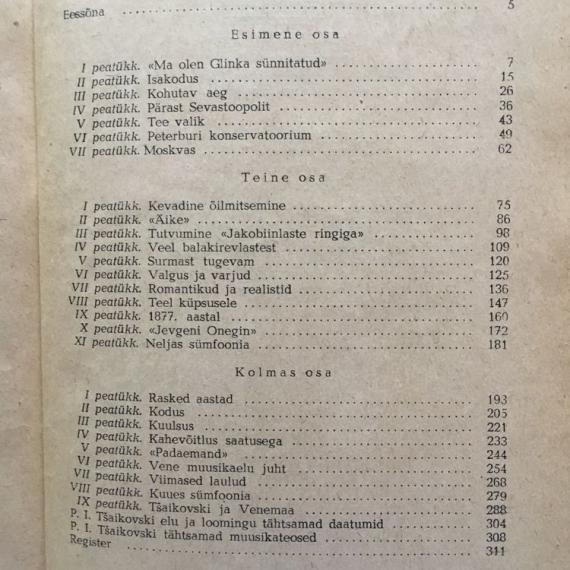 Eessõna 5
Esimene osa
I peatükk. «Ma olen Glinka sünnitatud» 7
II peatükk. Isakodus 15
III peatükk. Kohutav aeg 26
IV peatükk. Pärast Sevastoopolit 36
V peatükk. Tee valik 43
VI peatükk. Peterburi konservatoorium 49
VII peatükk. Moskvas 62
Teine osa
I peatükk. Kevadine õilmitsemine 75
II peatükk. «Äike» 86
III peatükk. Tutvumine «Jakobiinlaste ringiga» 98
IV peatükk. Veel balakirevlastest 109
V peatükk. Surmast tugevam 120
VI peatükk. Valgus ja varjud 125
VII peatükk. Romantikud ja realistid 136
VIII peatükk. Teel küpsusele 147
IX peatükk. 1877. aastal 160
X peatükk. «Jevgeni Onegin» 172
XI peatükk. Neljas sümfoonia 181
Kolmas osa
I peatükk. Rasked aastad 193
II peatükk. Kodus 205
III peatükk. Kuulsus 221
IV peatükk. Kahevõitlus saatusega 233
V peatükk. «Padaemand» 244
VI peatükk. Vene muusikaelu juht 254
VII peatükk. Viimased laulud 268
VIII peatükk. Kuues sümfoonia 279
IX peatükk. Tšaikovski ja Venemaa 288
P. I. Tšaikovski elu ja loomingu tähtsamad daatumid 304
P. I. Tšaikovski tähtsamad muusikateosed 308
Register 311